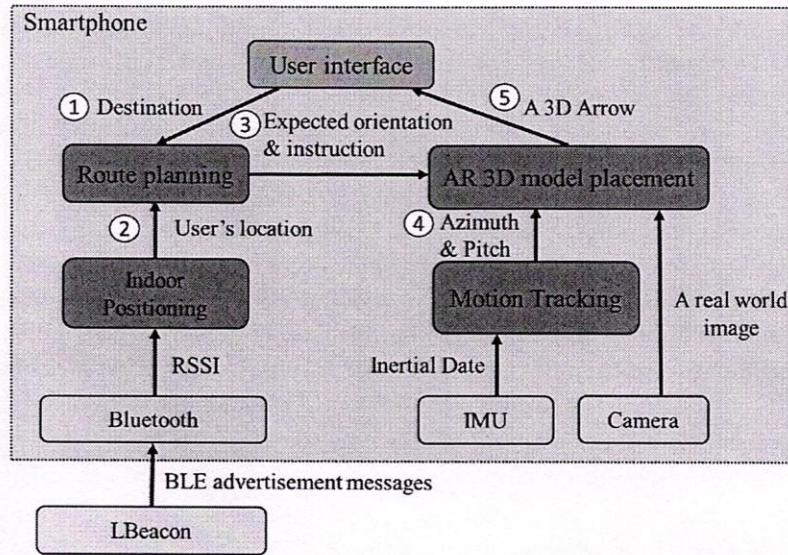 Smartphone
User interface
1 Destination
5 A 3D Arrow
3 Expected orientation
& instruction
Route planning
AR 3D model placement
2 User's location
4 Azimuth
& Pitch
Indoor
Positioning
Motion Tracking
A real world
image
RSSI
Inertial Date
Bluetooth
IMU
Camera
BLE advertisement messages
LBeacon